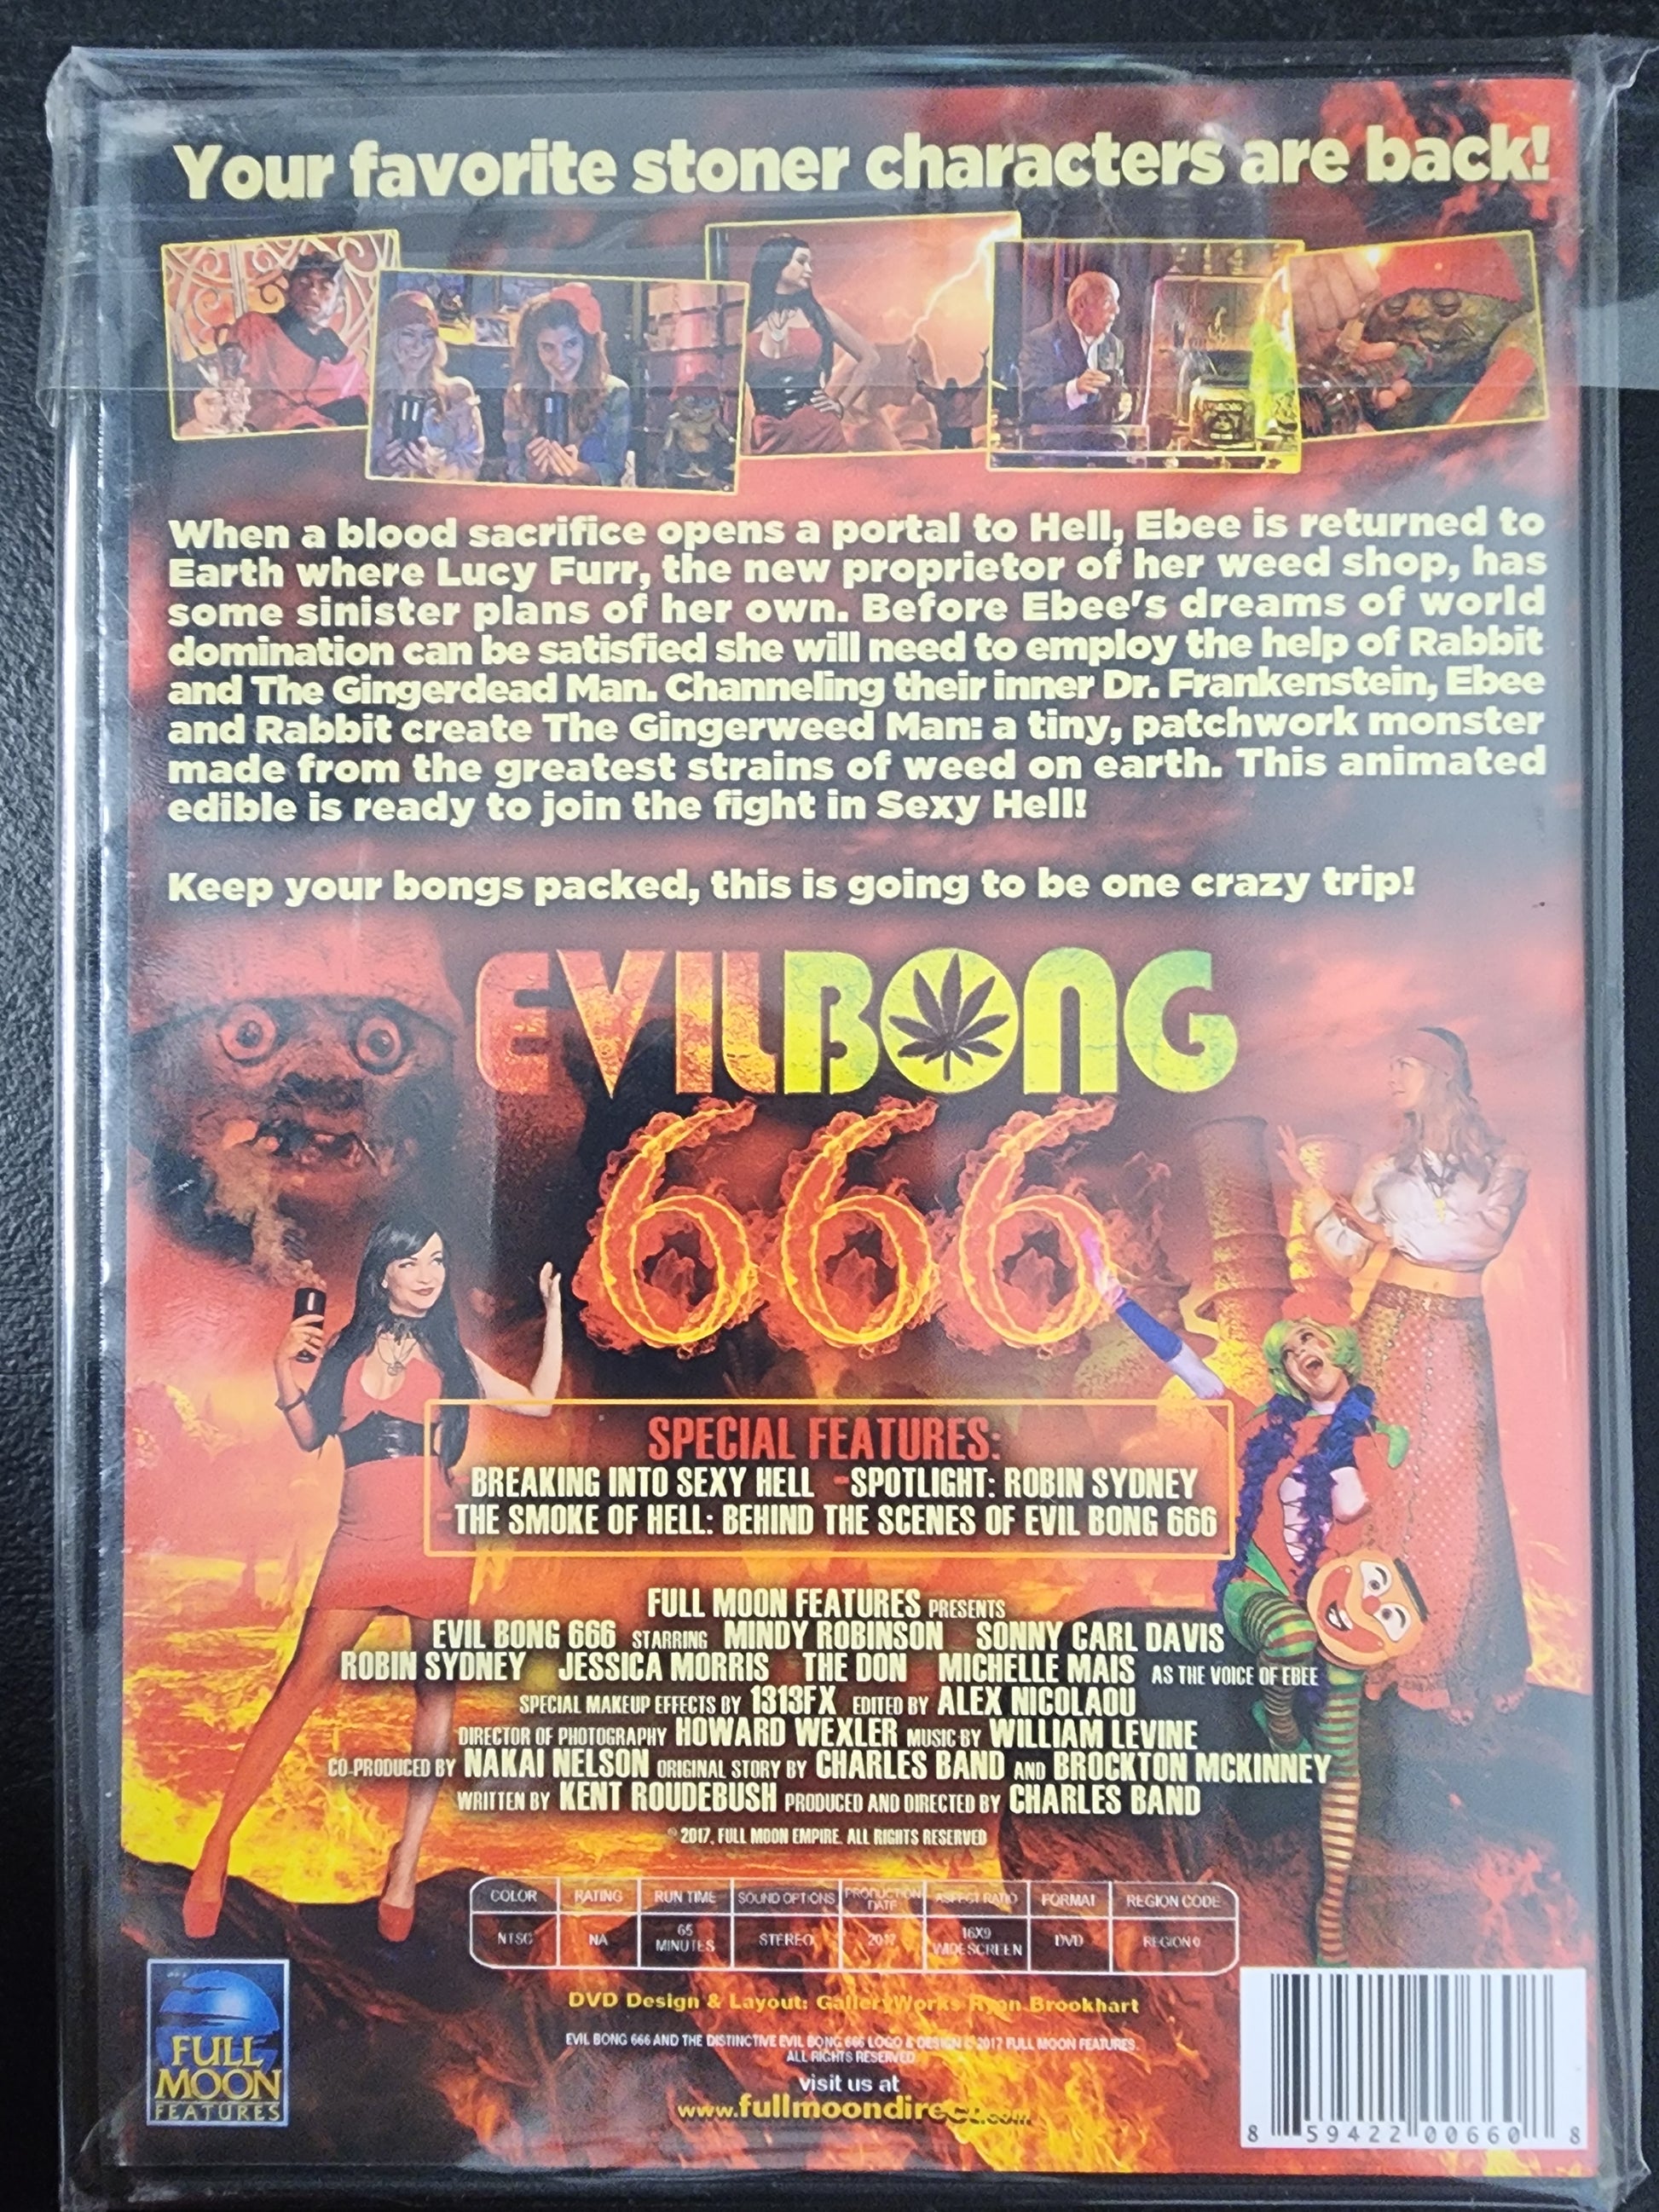 Your favorite stoner characters are back!
When a blood sacrifice opens a portal to Hell, Ebee is returned to
Earth where Lucy Furr, the new proprietor of her weed shop, has
some sinister plans of her own. Before Ebee's dreams of world
domination can be satisfied she will need to employ the help of Rabbit
and The Gingerdead Man. Channeling their inner Dr. Frankenstein, Ebee
and Rabbit create The Gingerweed Man: a tiny, patchwork monster
made from the greatest strains of weed on earth. This animated
edible is ready to join the fight in Sexy Hell!
Keep your bongs packed, this is going to be one crazy trip!
EVILBONG
666
SPECIAL FEATURES:
BREAKING INTO SEXY HELL -SPOTLIGHT: ROBIN SYDNEY
-THE SMOKE OF HELL: BEHIND THE SCENES OF EVIL BONG 666
FULL MOON FEATURES PRESENTS
EVIL BONG 666 STARRING MINDY ROBINSON SONNY CARL DAVIS
ROBIN SYDNEY JESSICA MORRIS THE DON MICHELLE MAIS AS THE VOICE OF EBEE
SPECIAL MAKEUP EFFECTS BY 1313FX EDITED BY ALEX NICOLAOU
DIRECTOR OF PHOTOGRAPHY HOWARD WEXLER MUSIC BY WILLIAM LEVINE
CO-PRODUCED BY NAKAI NELSON ORIGINAL STORY BY CHARLES BAND AND BROCKTON MCKINNEY
WRITTEN BY KENT ROUDEBUSH PRODUCED AND DIRECTED BY CHARLES BAND
© 2017, FULL MOON EMPIRE. ALL RIGHTS RESERVED
COLOR RATING RUN TIME SOUND OPTIONS PRODUCTION DATE ASPECT RATIO FORMAT REGION CODE
NTSC NA 65 MINUTES STEREO 2017 16X9 WIDESCREEN DVD REGION 0
DVD Design & Layout: GalleryWorks Ryan Brookhart
EVIL BONG 666 AND THE DISTINCTIVE EVIL BONG 666 LOGO & DESIGN © 2017 FULL MOON FEATURES.
ALL RIGHTS RESERVED
visit us at
www.fullmoondirect.com
FULL
MOON
FEATURES
8 59422 00660 8